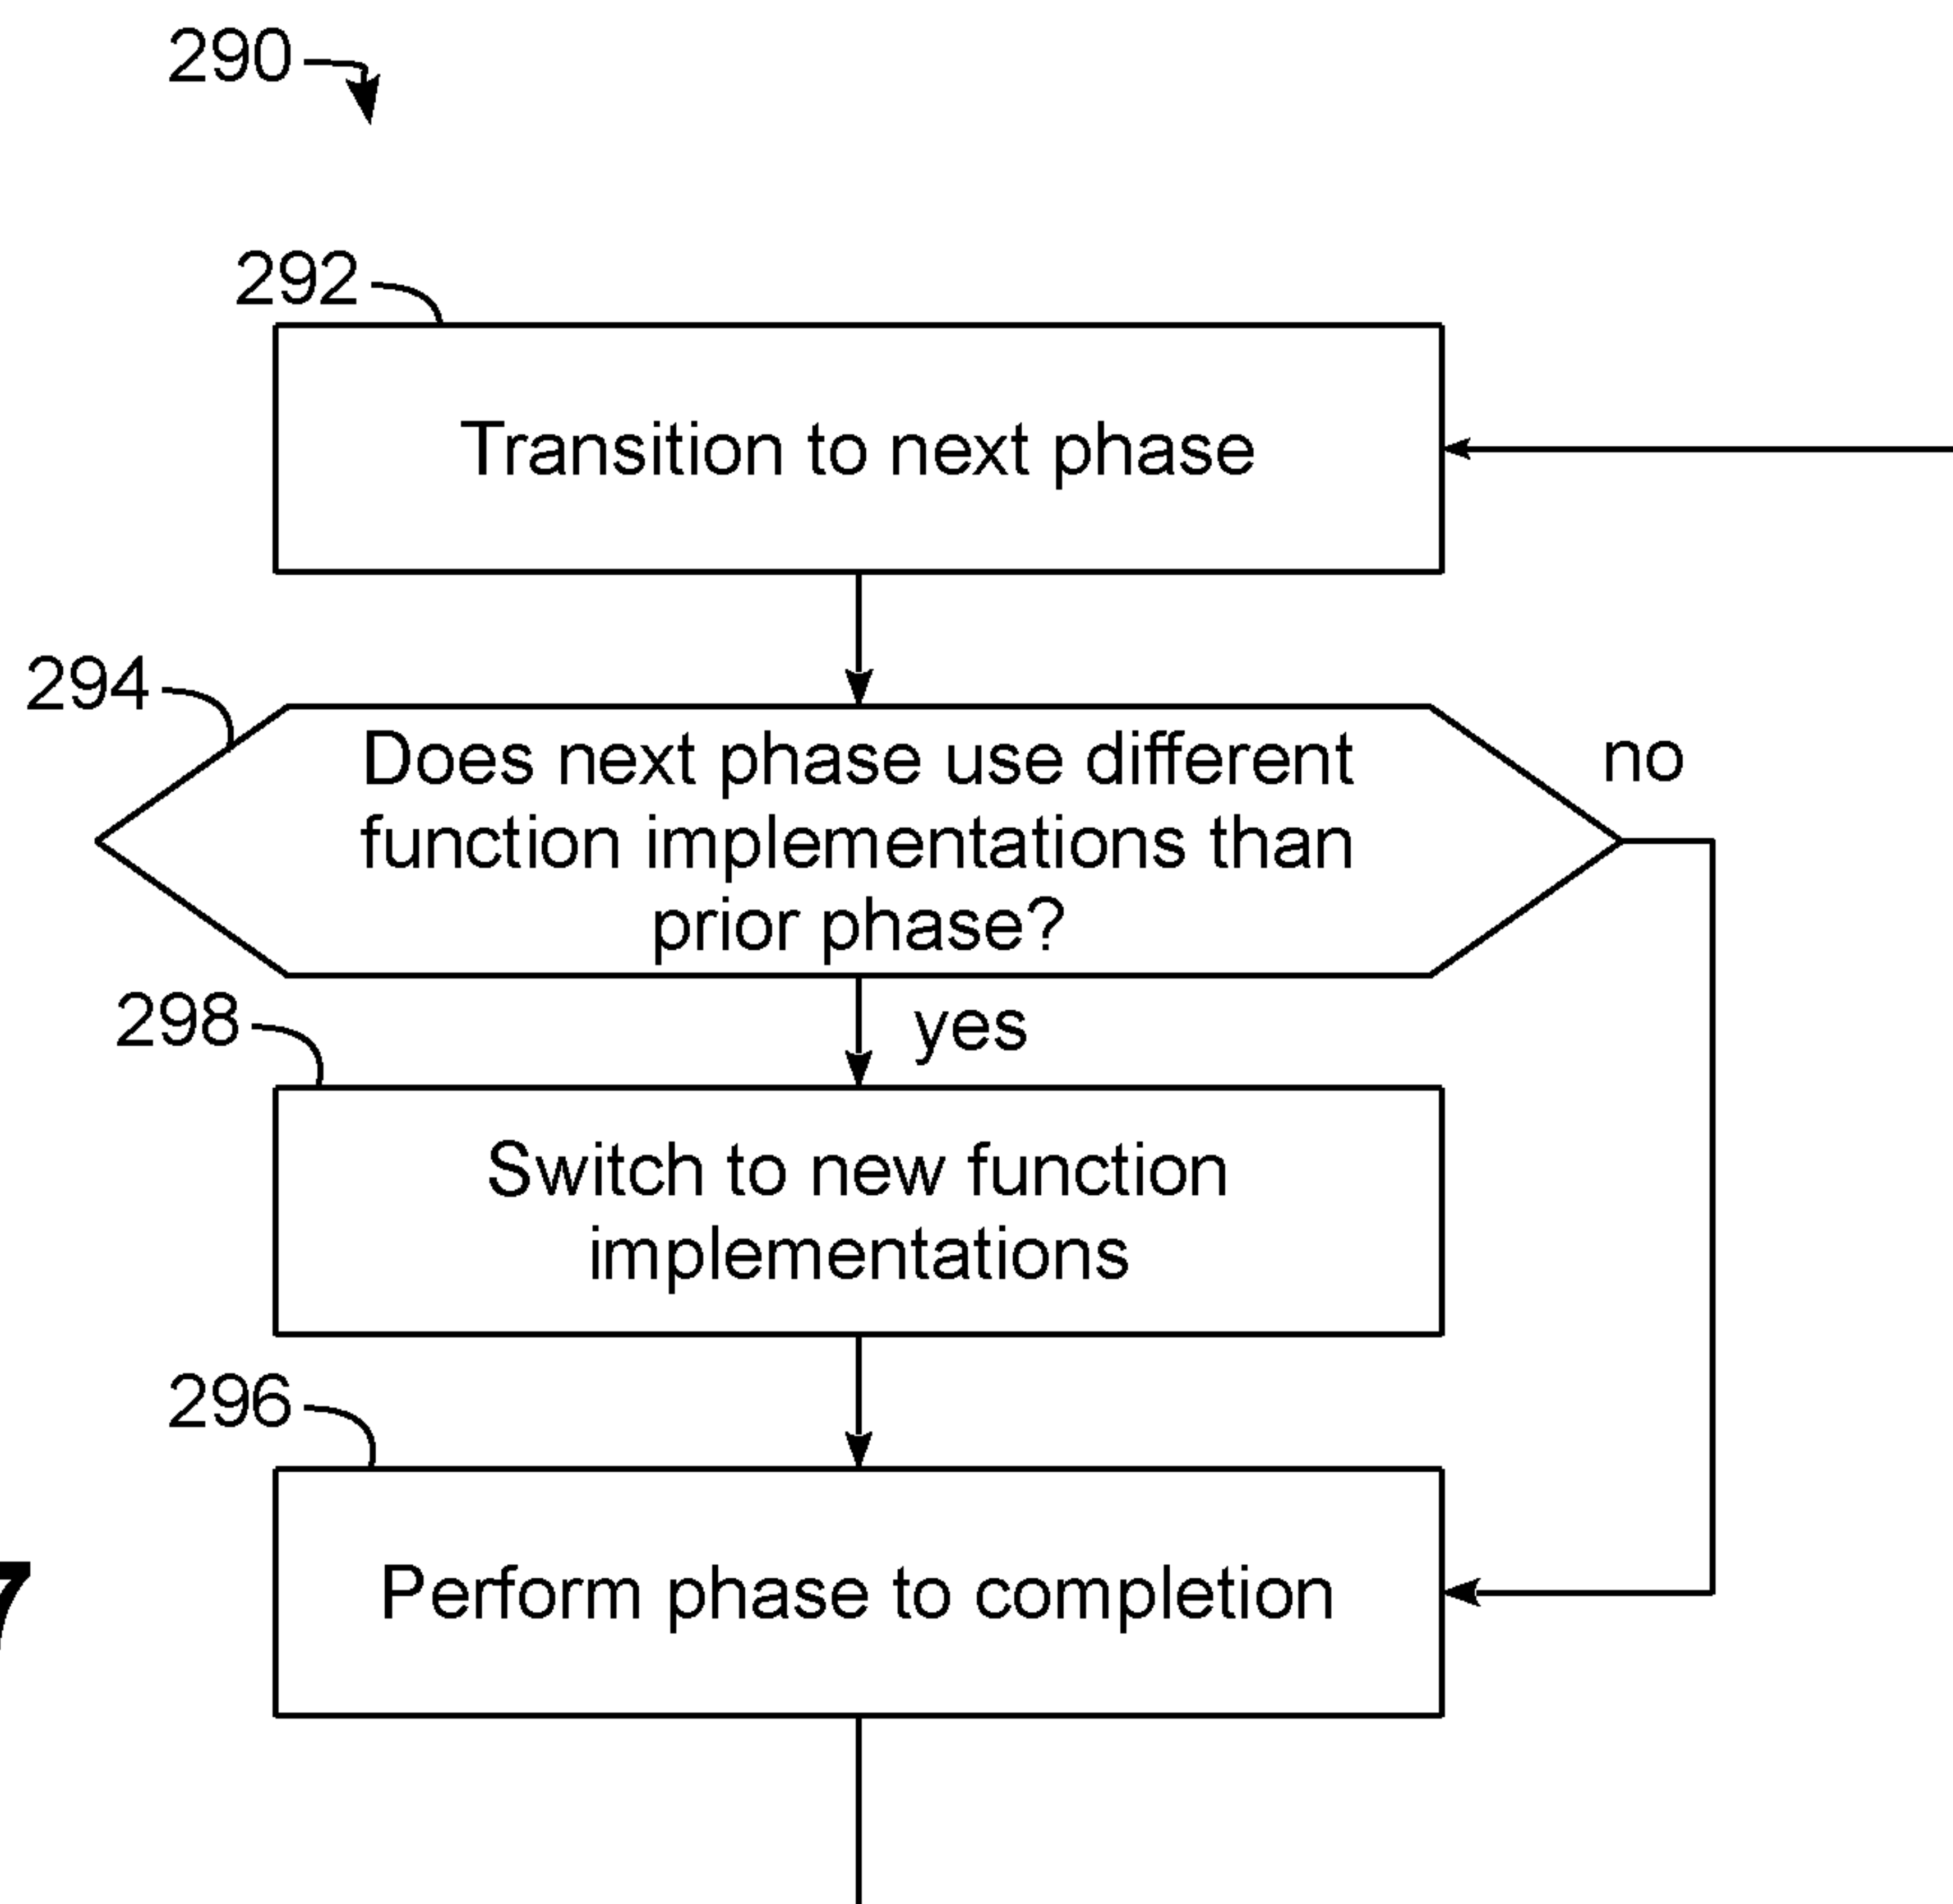 290
292
Transition to next phase
294
Does next phase use different
function implementations than
prior phase?
no
yes
298
Switch to new function
implementations
296
Perform phase to completion
7